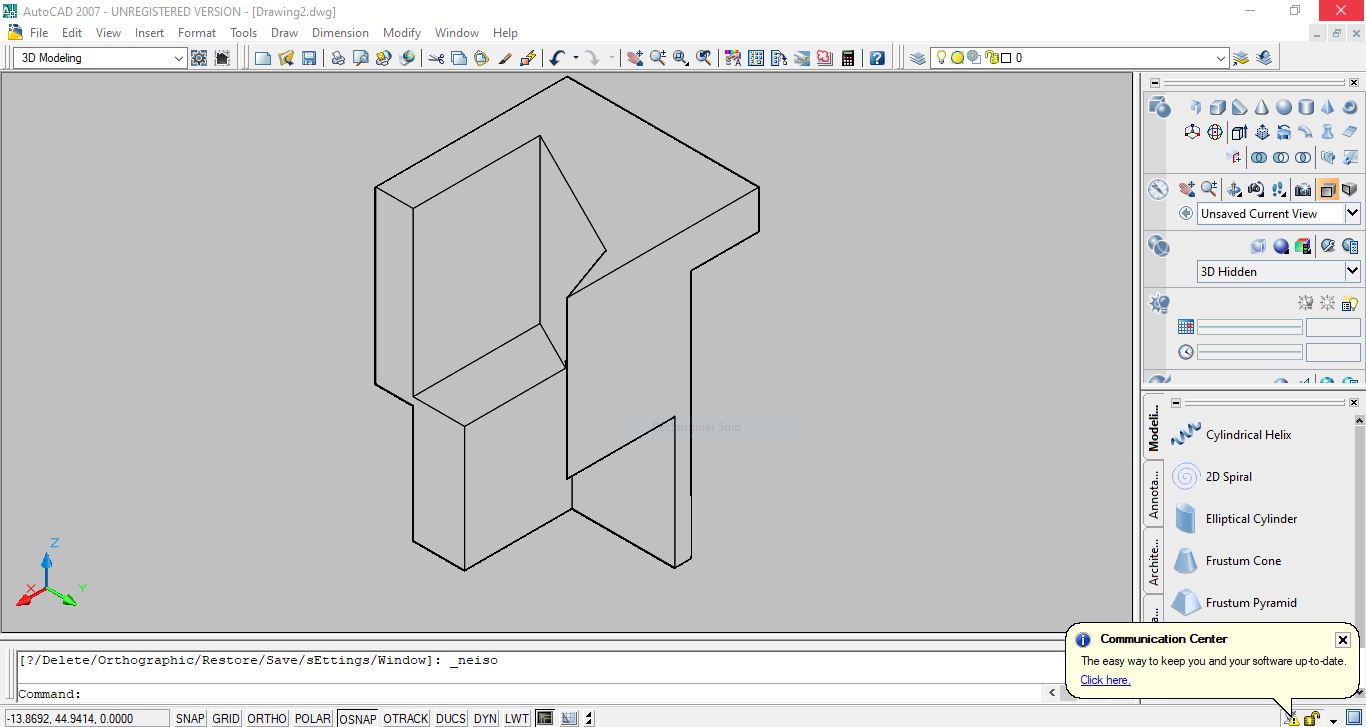 AutoCAD 2007 - UNREGISTERED VERSION - [Drawing2.dwg]
File Edit View Insert Format Tools Draw Dimension Modify Window Help
3D Modeling
0
Unsaved Current View
3D Hidden
Modeli...
Annota...
Archite...
a...
Cylindrical Helix
2D Spiral
Elliptical Cylinder
Frustum Cone
Frustum Pyramid
Rectangular Snip
Z
X
Y
Communication Center
The easy way to keep you and your software up-to-date.
Click here.
[?/Delete/Orthographic/Restore/Save/sEttings/Window]: _neiso
Command:
-13.8692, 44.9414, 0.0000 SNAP GRID ORTHO POLAR OSNAP OTRACK DUCS DYN LWT